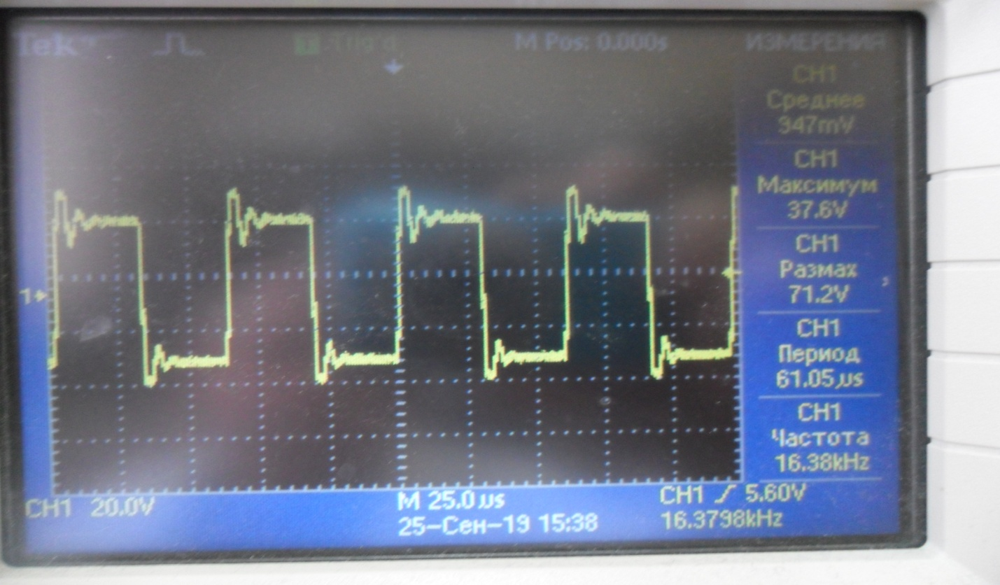 Tek Trig'd M Pos: 0.000s ИЗМЕРЕНИЯ
CH1
Среднее
947mV
CH1
Максимум
37.6V
CH1
Размах
71.2V
CH1
Период
61.05µs
CH1
Частота
16.38kHz
1
CH1 20.0V M 25.0µs CH1 5.60V
25-Сен-19 15:38 16.3798kHz